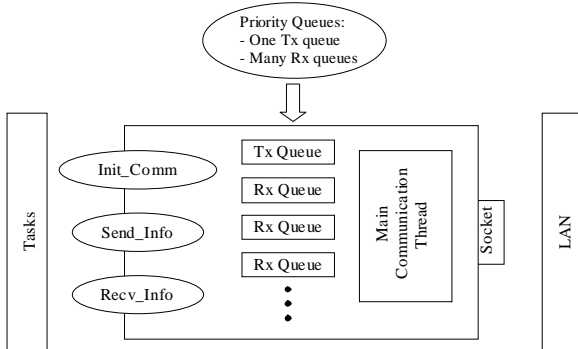 Priority Queues:
- One Tx queue
- Many Rx queues
Tasks
Init_Comm
Send_Info
Recv_Info
Tx Queue
Rx Queue
Rx Queue
Rx Queue
Main
Communication
Thread
Socket
LAN